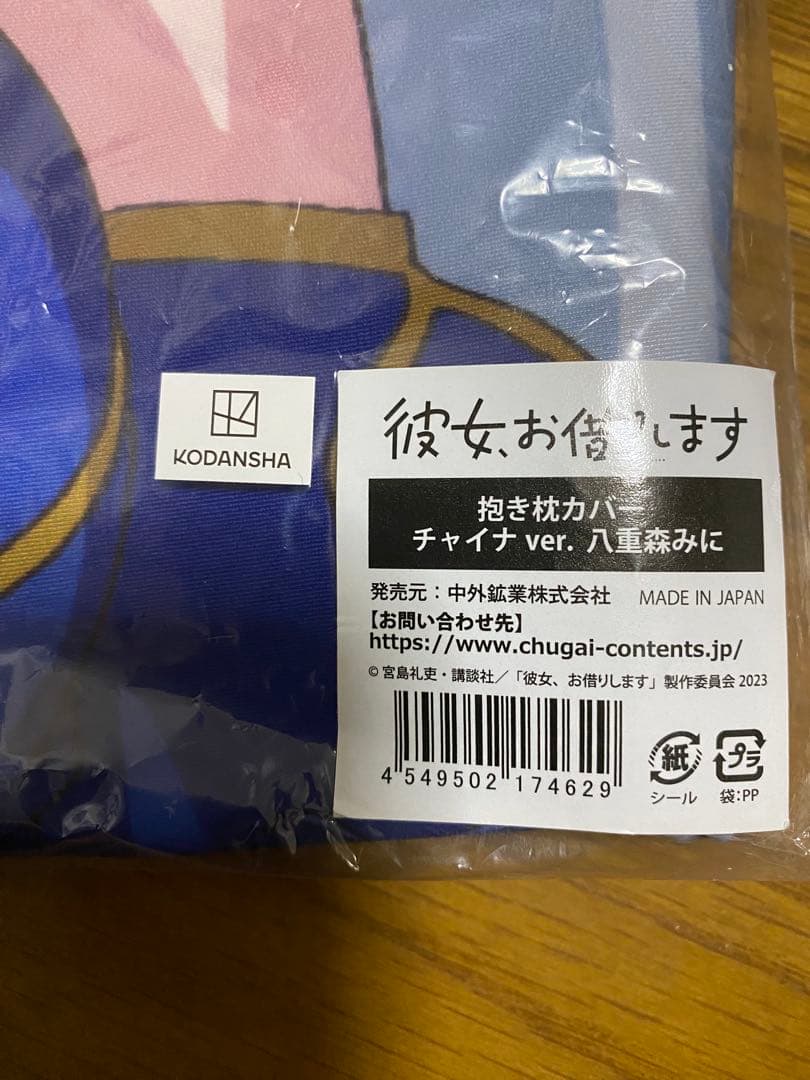 KODANSHA
彼女、お借りします
抱き枕カバー
チャイナ ver. 八重森みに
発売元：中外鉱業株式会社 MADE IN JAPAN
【お問い合わせ先】
https://www.chugai-contents.jp/
© 宮島礼吏・講談社／「彼女、お借りします」製作委員会 2023
4 549502 174629
紙 プラ
シール 袋:PP